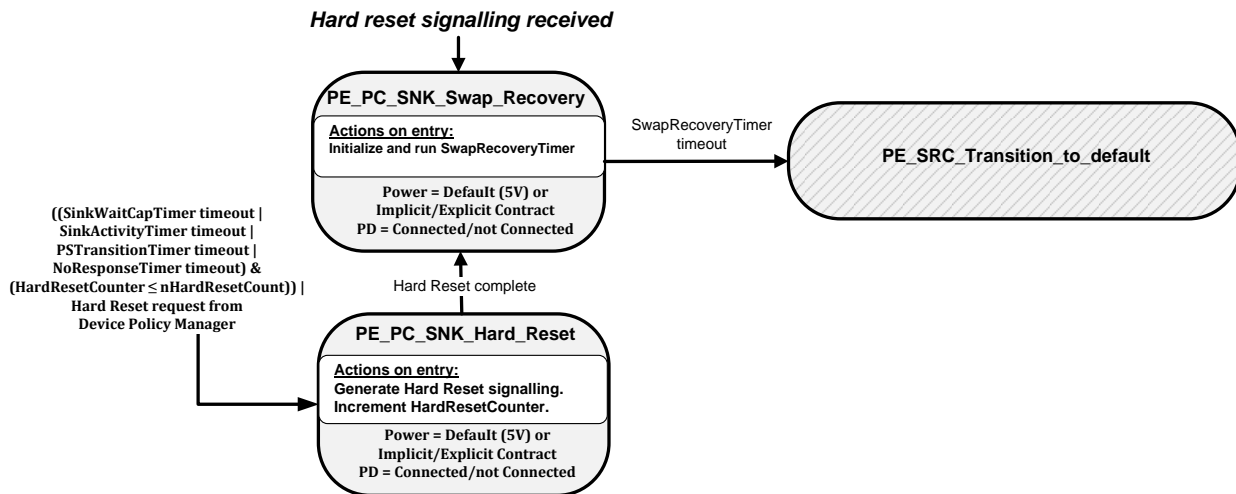 Hard reset signalling received
PE_PC_SNK_Swap_Recovery
Actions on entry:
Initialize and run SwapRecoveryTimer
Power = Default (5V) or
Implicit/Explicit Contract
PD = Connected/not Connected
SwapRecoveryTimer
timeout
PE_SRC_Transition_to_default
((SinkWaitCapTimer timeout |
SinkActivityTimer timeout |
PSTransitionTimer timeout |
NoResponseTimer timeout) &
(HardResetCounter ≤ nHardResetCount)) |
Hard Reset request from
Device Policy Manager
Hard Reset complete
PE_PC_SNK_Hard_Reset
Actions on entry:
Generate Hard Reset signalling.
Increment HardResetCounter.
Power = Default (5V) or
Implicit/Explicit Contract
PD = Connected/not Connected